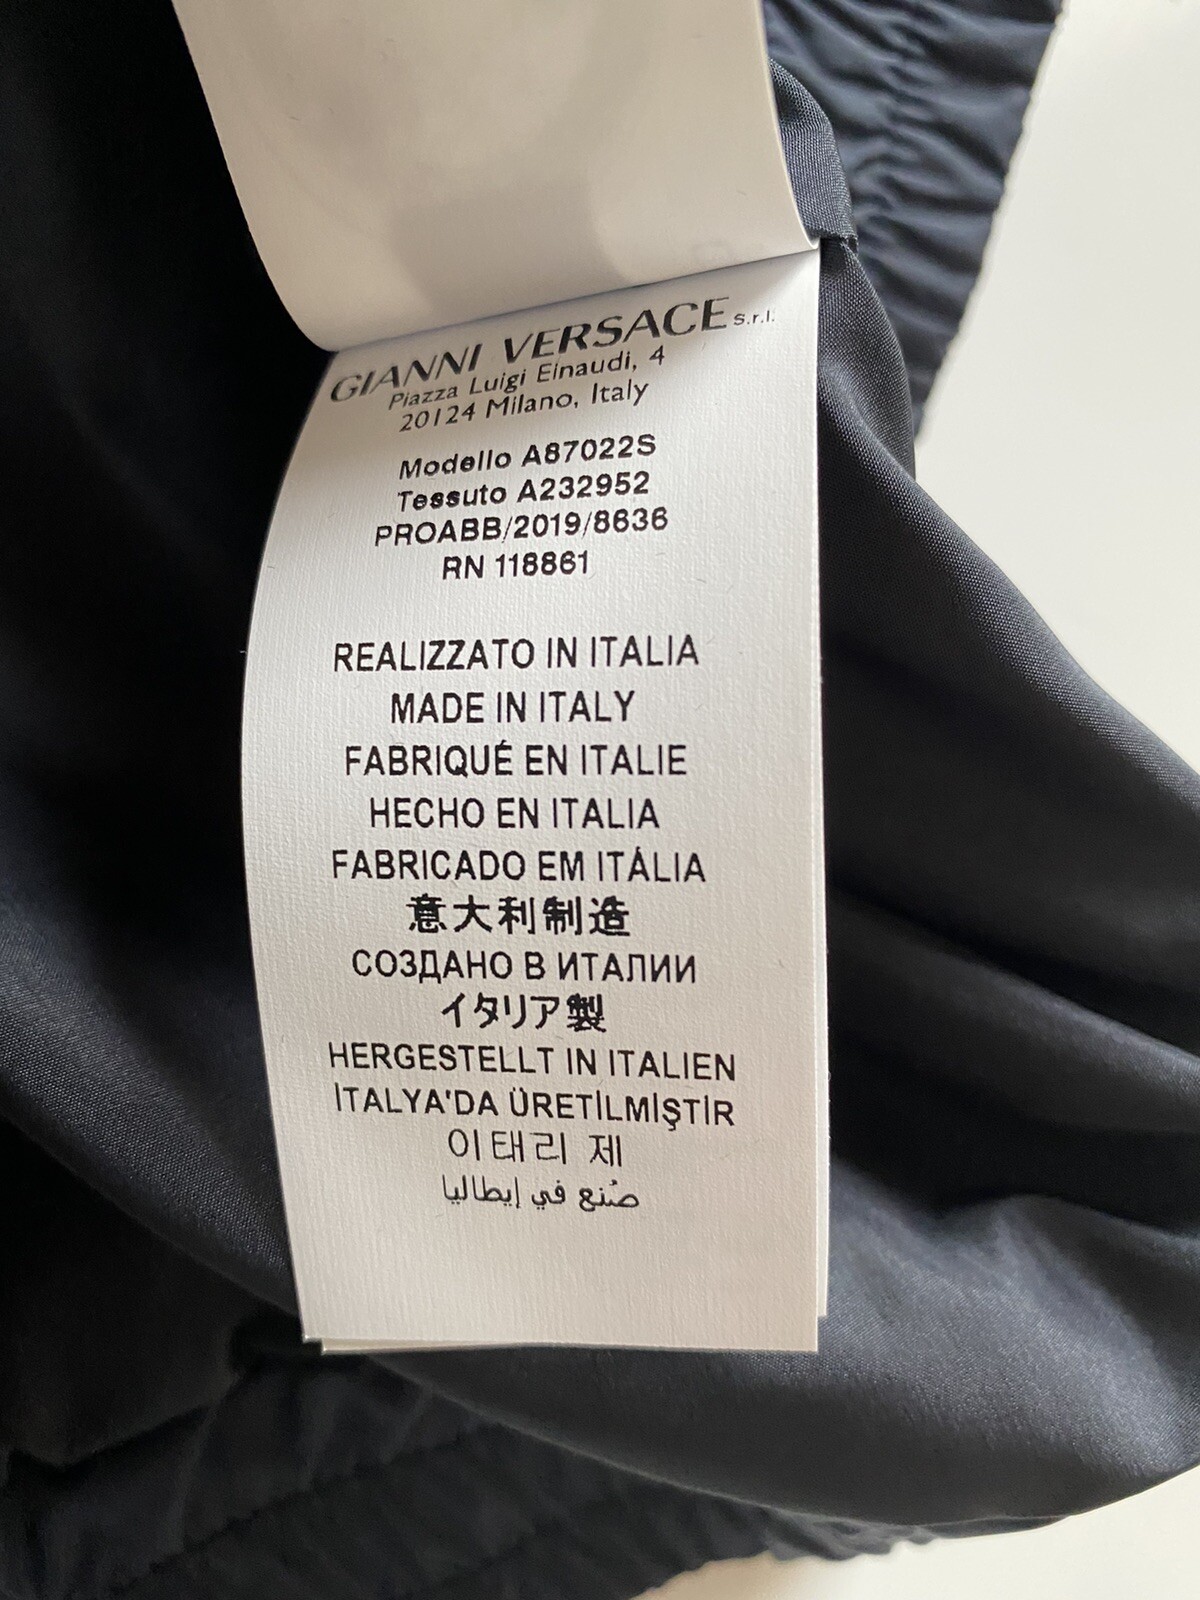 GIANNI VERSACE s.r.l.
Piazza Luigi Einaudi, 4
20124 Milano, Italy
Modello A87022S
Tessuto A232952
PROABB/2019/8636
RN 118861
REALIZZATO IN ITALIA
MADE IN ITALY
FABRIQUÉ EN ITALIE
HECHO EN ITALIA
FABRICADO EM ITÁLIA
意大利制造
СОЗДАНО В ИТАЛИИ
イタリア製
HERGESTELLT IN ITALIEN
İTALYA'DA ÜRETİLMİŞTİR
이태리 제
صُنع في إيطاليا